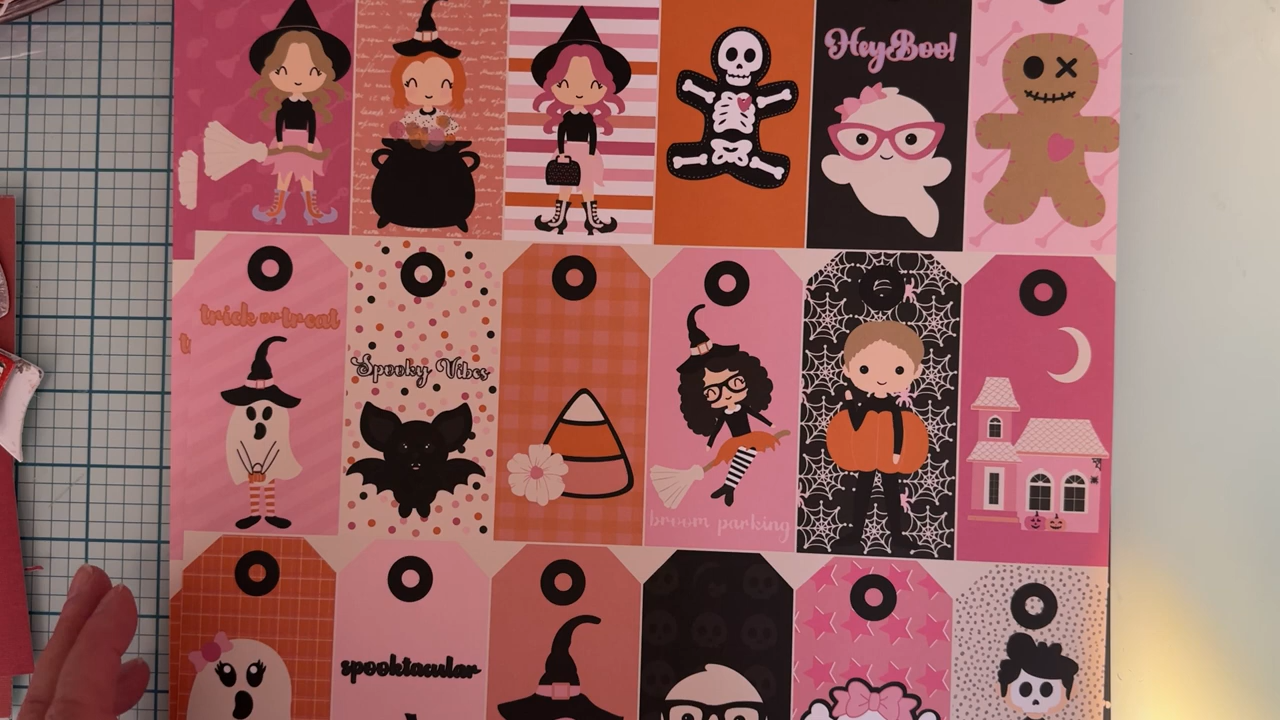 Hey Boo!
trick or treat
Spooky Vibes
broom parking
spooktacular